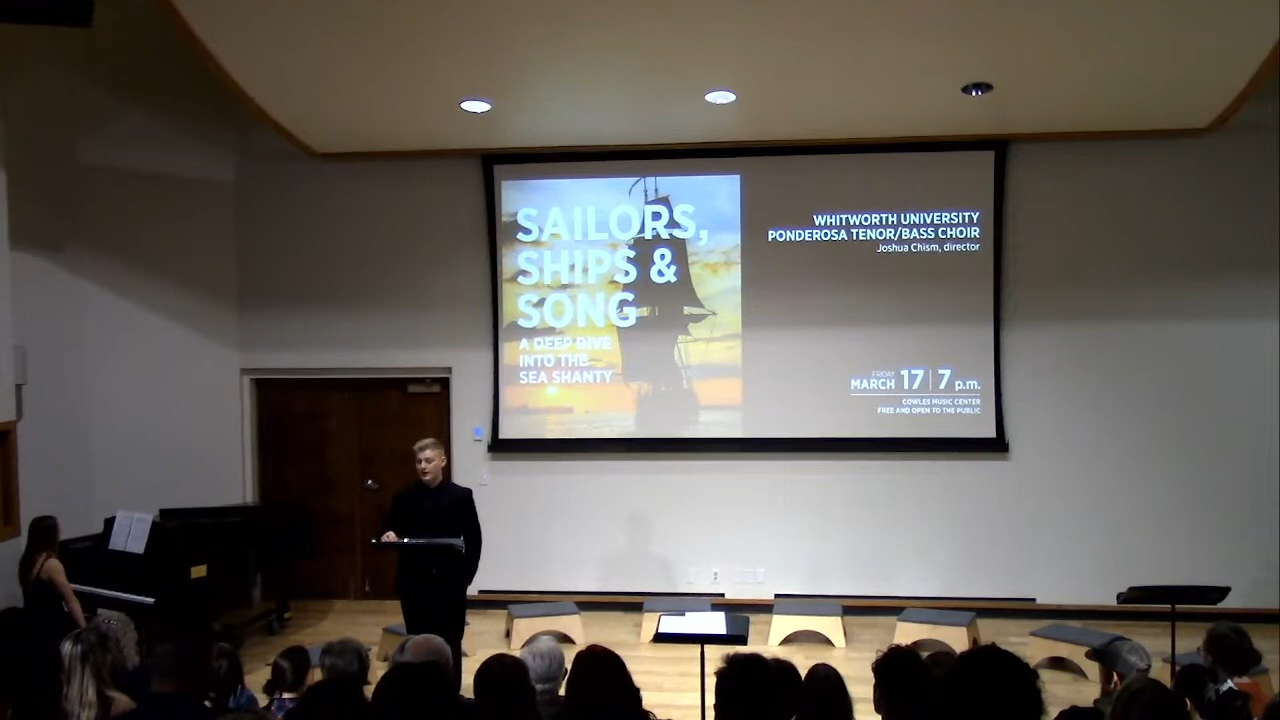 SAILORS,
SHIPS &
SONG
A DEEP DIVE
INTO THE
SEA SHANTY
WHITWORTH UNIVERSITY
PONDEROSA TENOR/BASS CHOIR
Joshua Chism, director
FRIDAY
MARCH 17 | 7 p.m.
COWLES MUSIC CENTER
FREE AND OPEN TO THE PUBLIC